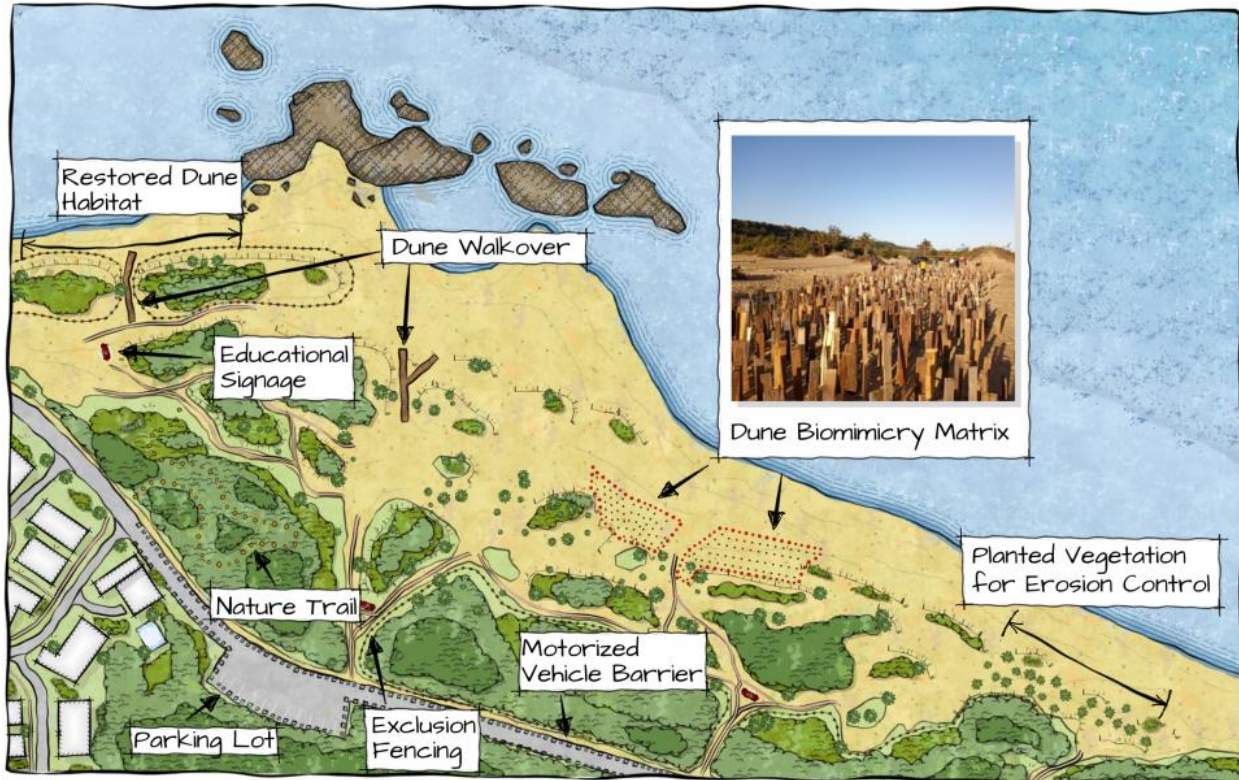 Restored Dune
Habitat
Dune Walkover
Educational
Signage
Dune Biomimicry Matrix
Planted Vegetation
for Erosion Control
Nature Trail
Motorized
Vehicle Barrier
Exclusion
Fencing
Parking Lot